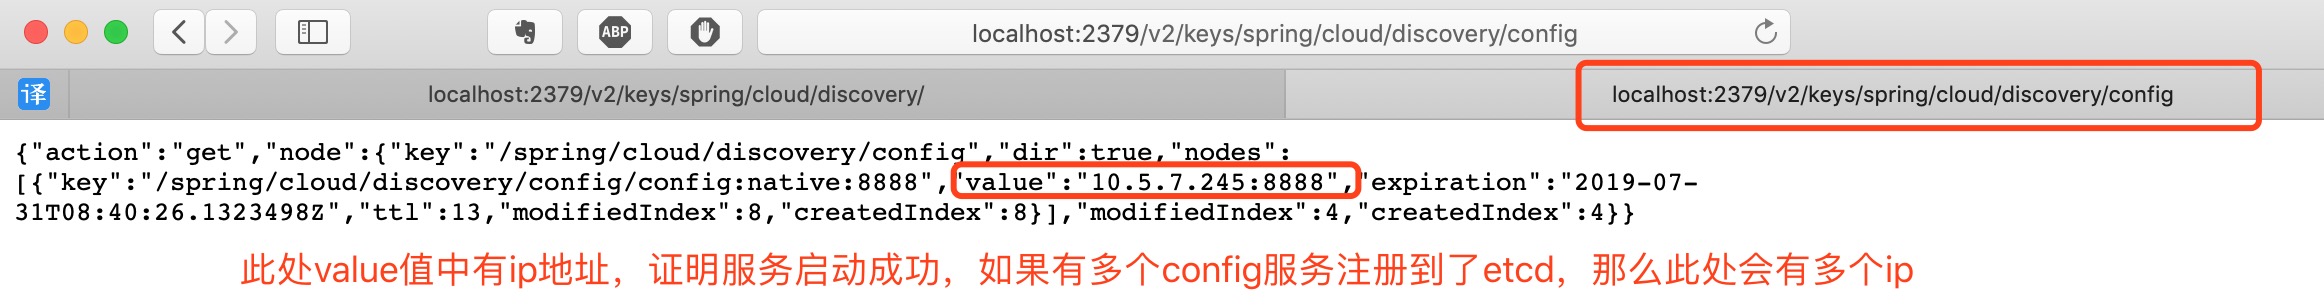 ABP
localhost:2379/v2/keys/spring/cloud/discovery/config
译
localhost:2379/v2/keys/spring/cloud/discovery/
localhost:2379/v2/keys/spring/cloud/discovery/config
{"action":"get","node":{"key":"/spring/cloud/discovery/config","dir":true,"nodes":
[{"key":"/spring/cloud/discovery/config/config:native:8888","value":"10.5.7.245:8888","expiration":"2019-07-
31T08:40:26.1323498Z","ttl":13,"modifiedIndex":8,"createdIndex":8}],"modifiedIndex":4,"createdIndex":4}}
此处value值中有ip地址，证明服务启动成功，如果有多个config服务注册到了etcd，那么此处会有多个ip